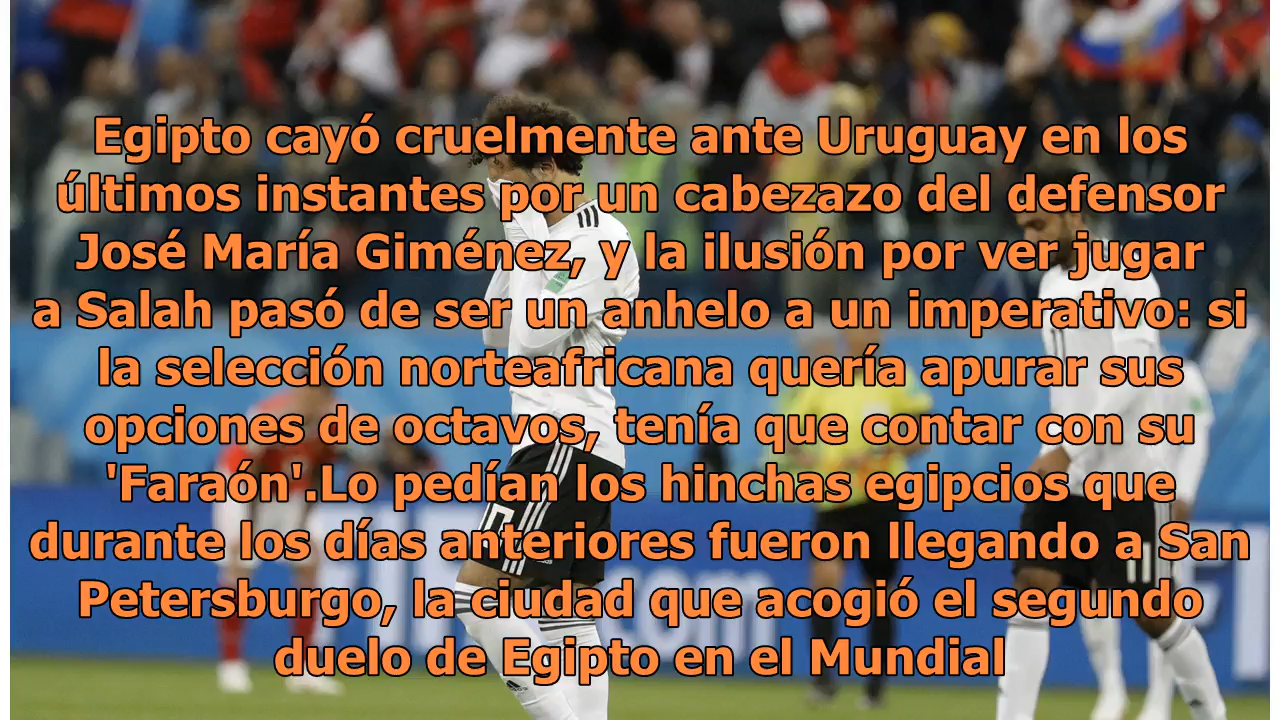 Egipto cayó cruelmente ante Uruguay en los
últimos instantes por un cabezazo del defensor
José María Giménez, y la ilusión por ver jugar
a Salah pasó de ser un anhelo a un imperativo: si
la selección norteafricana quería apurar sus
opciones de octavos, tenía que contar con su
'Faraón'.Lo pedían los hinchas egipcios que
durante los días anteriores fueron llegando a San
Petersburgo, la ciudad que acogió el segundo
duelo de Egipto en el Mundial